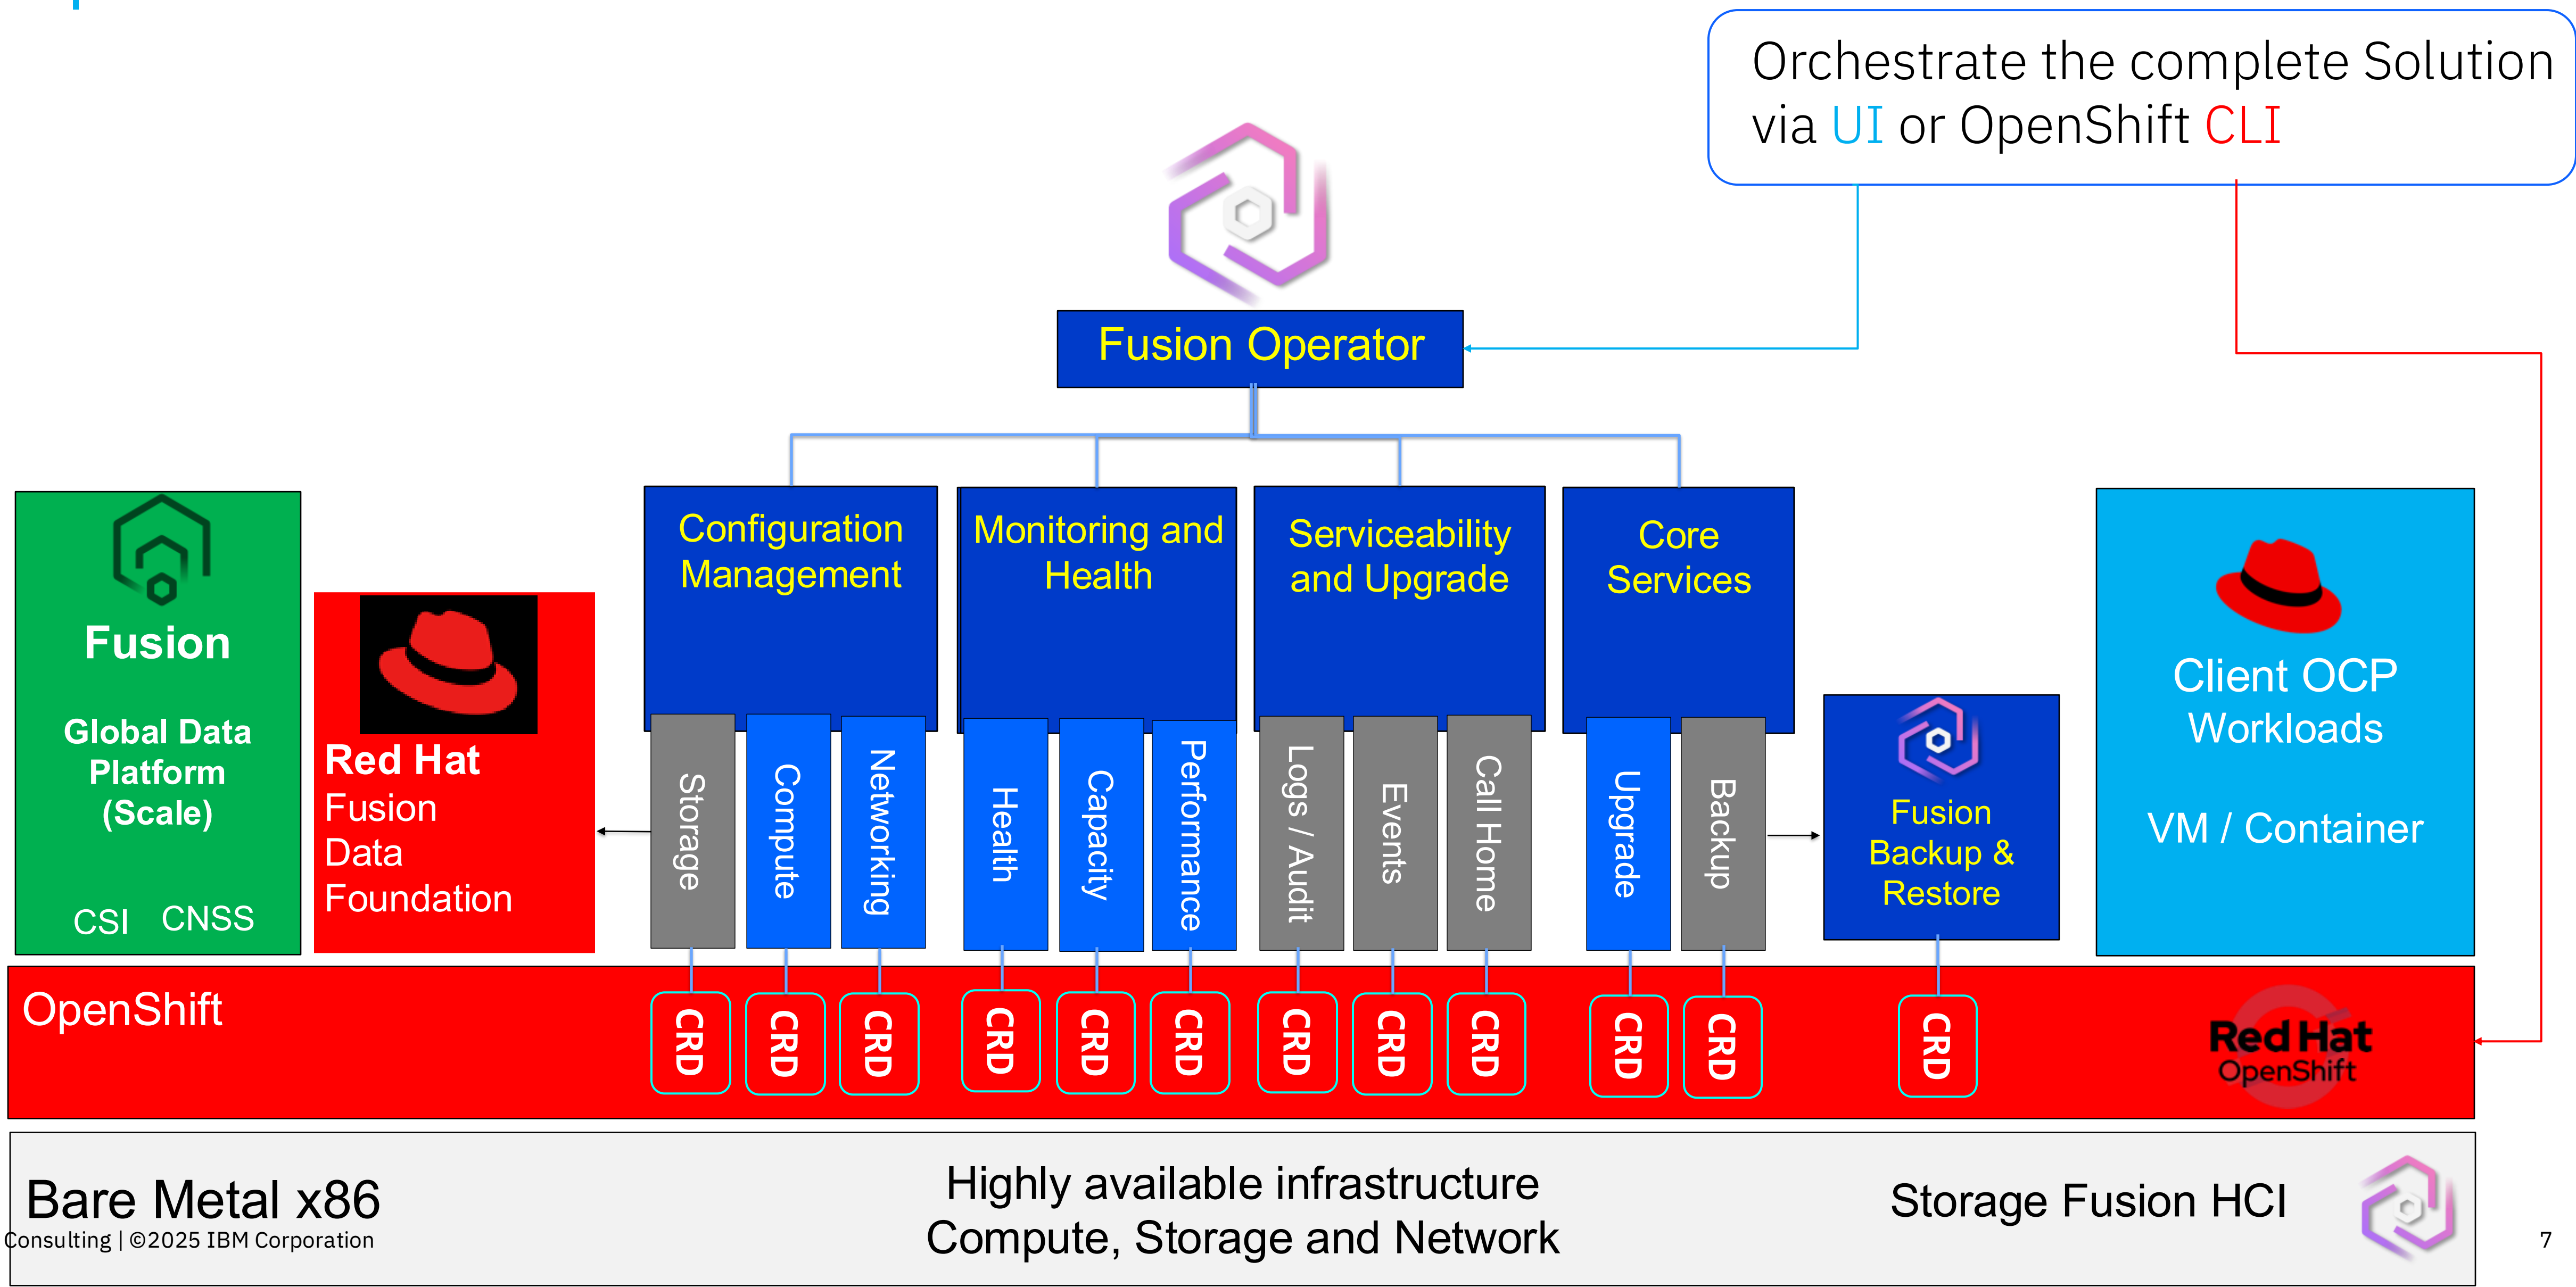 Orchestrate the complete Solution
via UI or OpenShift CLI
Fusion Operator
Configuration
Management
Monitoring and
Health
Serviceability
and Upgrade
Core
Services
Fusion
Global Data
Platform
(Scale)
CSI CNSS
Red Hat
Fusion
Data
Foundation
Storage
Compute
Networking
Health
Capacity
Performance
Logs / Audit
Events
Call Home
Upgrade
Backup
Fusion
Backup &
Restore
Client OCP
Workloads
VM / Container
OpenShift
CRD
CRD
CRD
CRD
CRD
CRD
CRD
CRD
CRD
CRD
CRD
CRD
Red Hat
OpenShift
Bare Metal x86
Highly available infrastructure
Compute, Storage and Network
Storage Fusion HCI
Consulting | ©2025 IBM Corporation
7